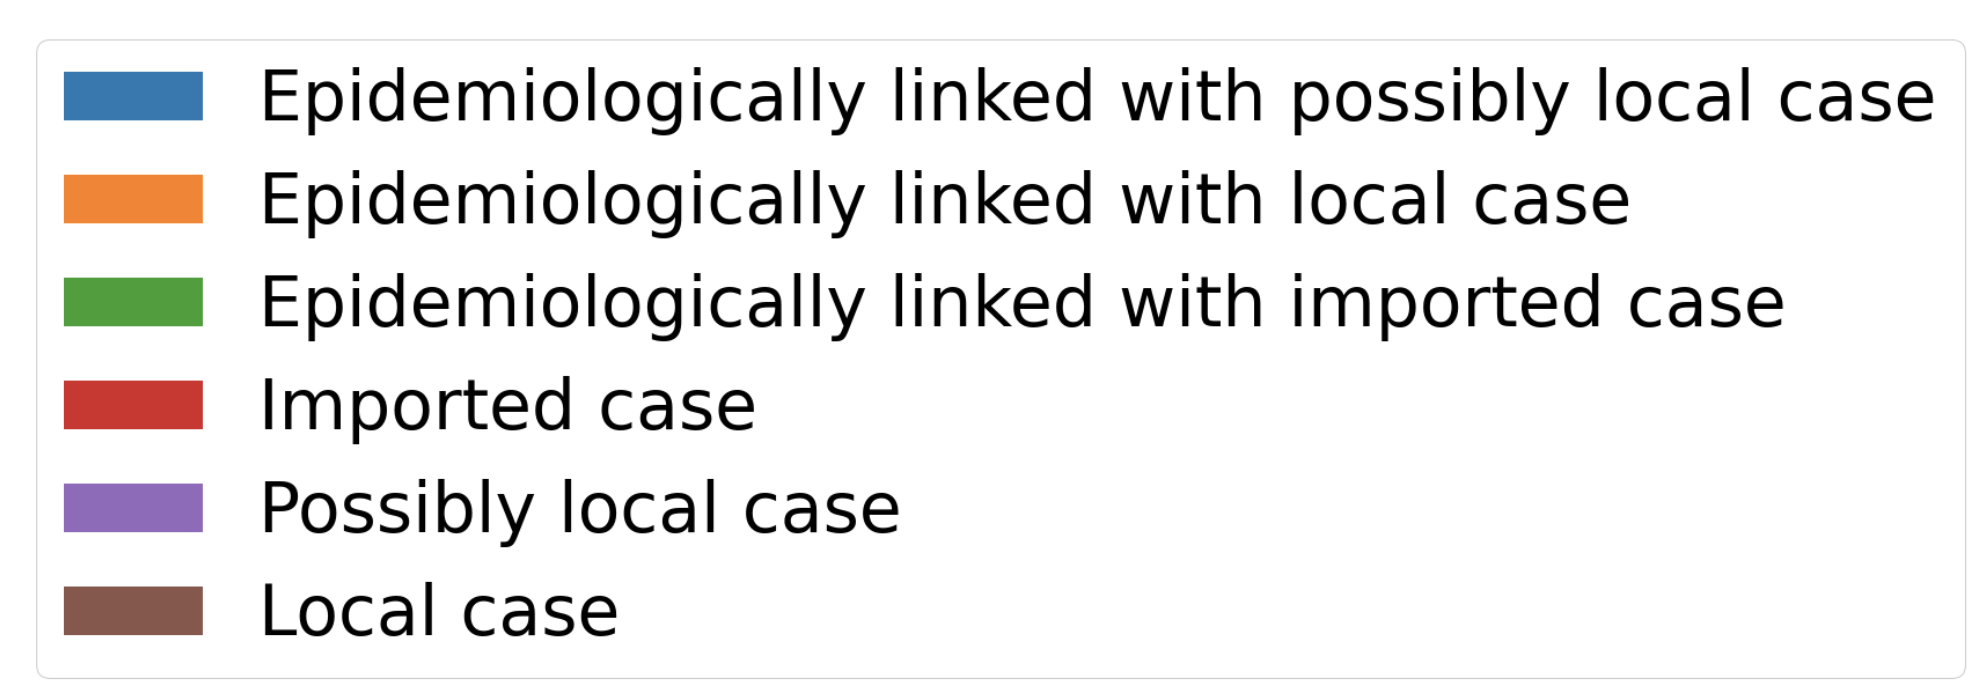 Epidemiologically linked with possibly local case
Epidemiologically linked with local case
Epidemiologically linked with imported case
Imported case
Possibly local case
Local case